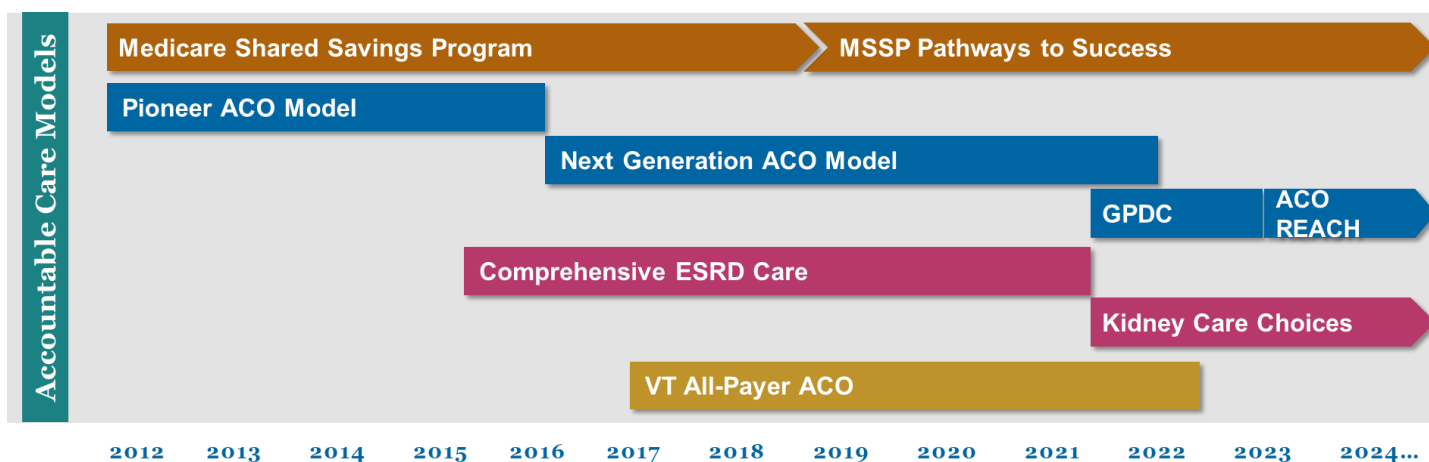 Accountable Care Models
Medicare Shared Savings Program
MSSP Pathways to Success
Pioneer ACO Model
Next Generation ACO Model
GPDC
ACO
REACH
Comprehensive ESRD Care
Kidney Care Choices
VT All-Payer ACO
2012 2013 2014 2015 2016 2017 2018 2019 2020 2021 2022 2023 2024...